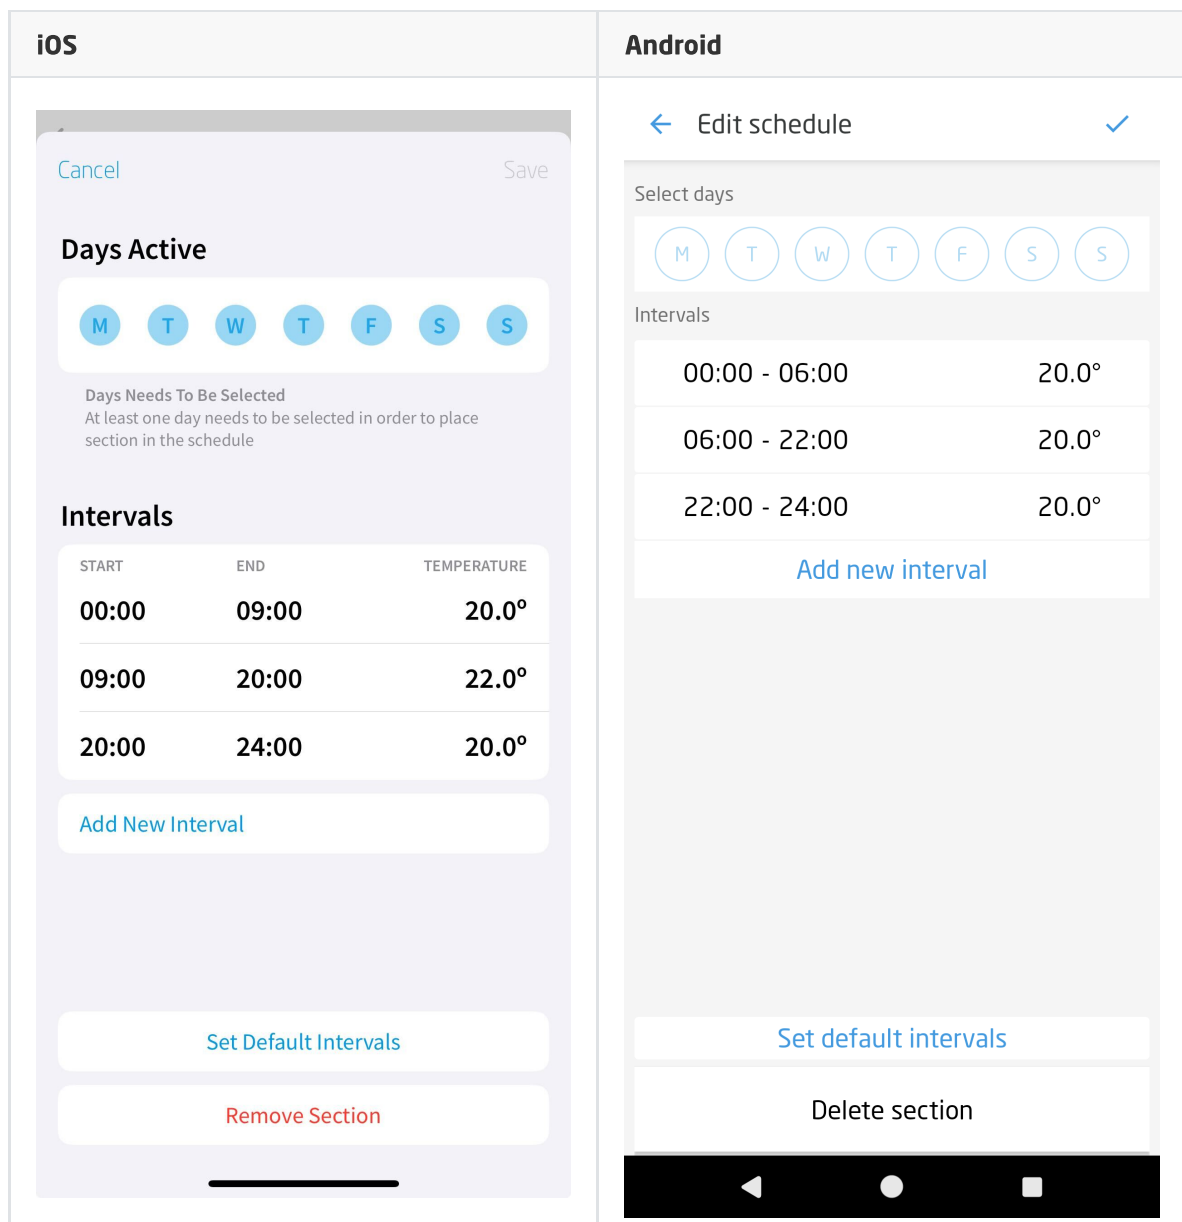 iOS
Android
Cancel
Save
Days Active
M T W T F S S
Days Needs To Be Selected
At least one day needs to be selected in order to place
section in the schedule
Intervals
START END TEMPERATURE
00:00 09:00 20.0º
09:00 20:00 22.0º
20:00 24:00 20.0º
Add New Interval
Set Default Intervals
Remove Section
Edit schedule
Select days
M T W T F S S
Intervals
00:00 - 06:00 20.0°
06:00 - 22:00 20.0°
22:00 - 24:00 20.0°
Add new interval
Set default intervals
Delete section